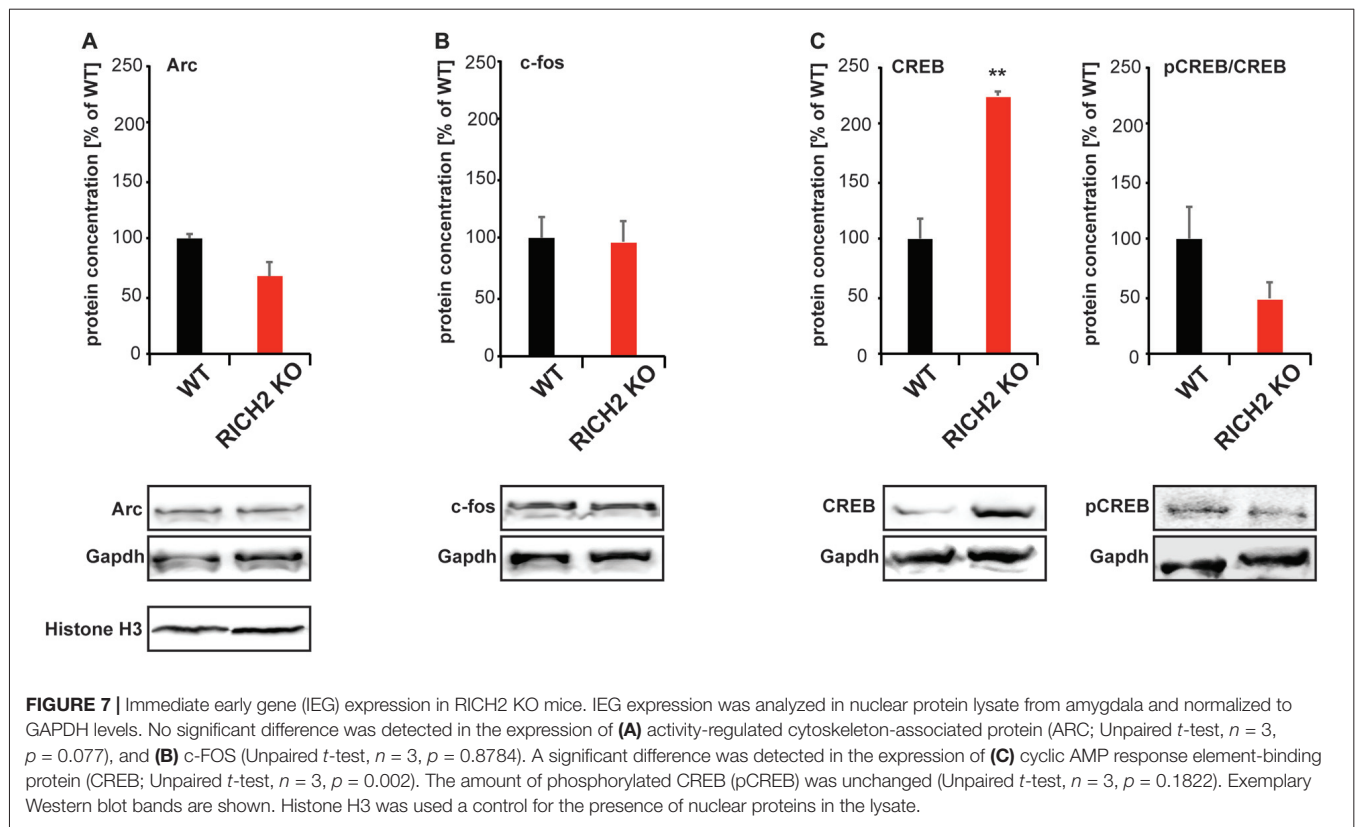 A
Arc
protein concentration [% of WT]
250
200
150
100
50
0
WT
RICH2 KO
Arc
Gapdh
Histone H3
B
c-fos
protein concentration [% of WT]
250
200
150
100
50
0
WT
RICH2 KO
c-fos
Gapdh
C
CREB
protein concentration [% of WT]
250
200
150
100
50
0
**
WT
RICH2 KO
CREB
Gapdh
pCREB/CREB
protein concentration [% of WT]
250
200
150
100
50
0
WT
RICH2 KO
pCREB
Gapdh
FIGURE 7 | Immediate early gene (IEG) expression in RICH2 KO mice. IEG expression was analyzed in nuclear protein lysate from amygdala and normalized to
GAPDH levels. No significant difference was detected in the expression of (A) activity-regulated cytoskeleton-associated protein (ARC; Unpaired t-test, n = 3,
p = 0.077), and (B) c-FOS (Unpaired t-test, n = 3, p = 0.8784). A significant difference was detected in the expression of (C) cyclic AMP response element-binding
protein (CREB; Unpaired t-test, n = 3, p = 0.002). The amount of phosphorylated CREB (pCREB) was unchanged (Unpaired t-test, n = 3, p = 0.1822). Exemplary
Western blot bands are shown. Histone H3 was used a control for the presence of nuclear proteins in the lysate.